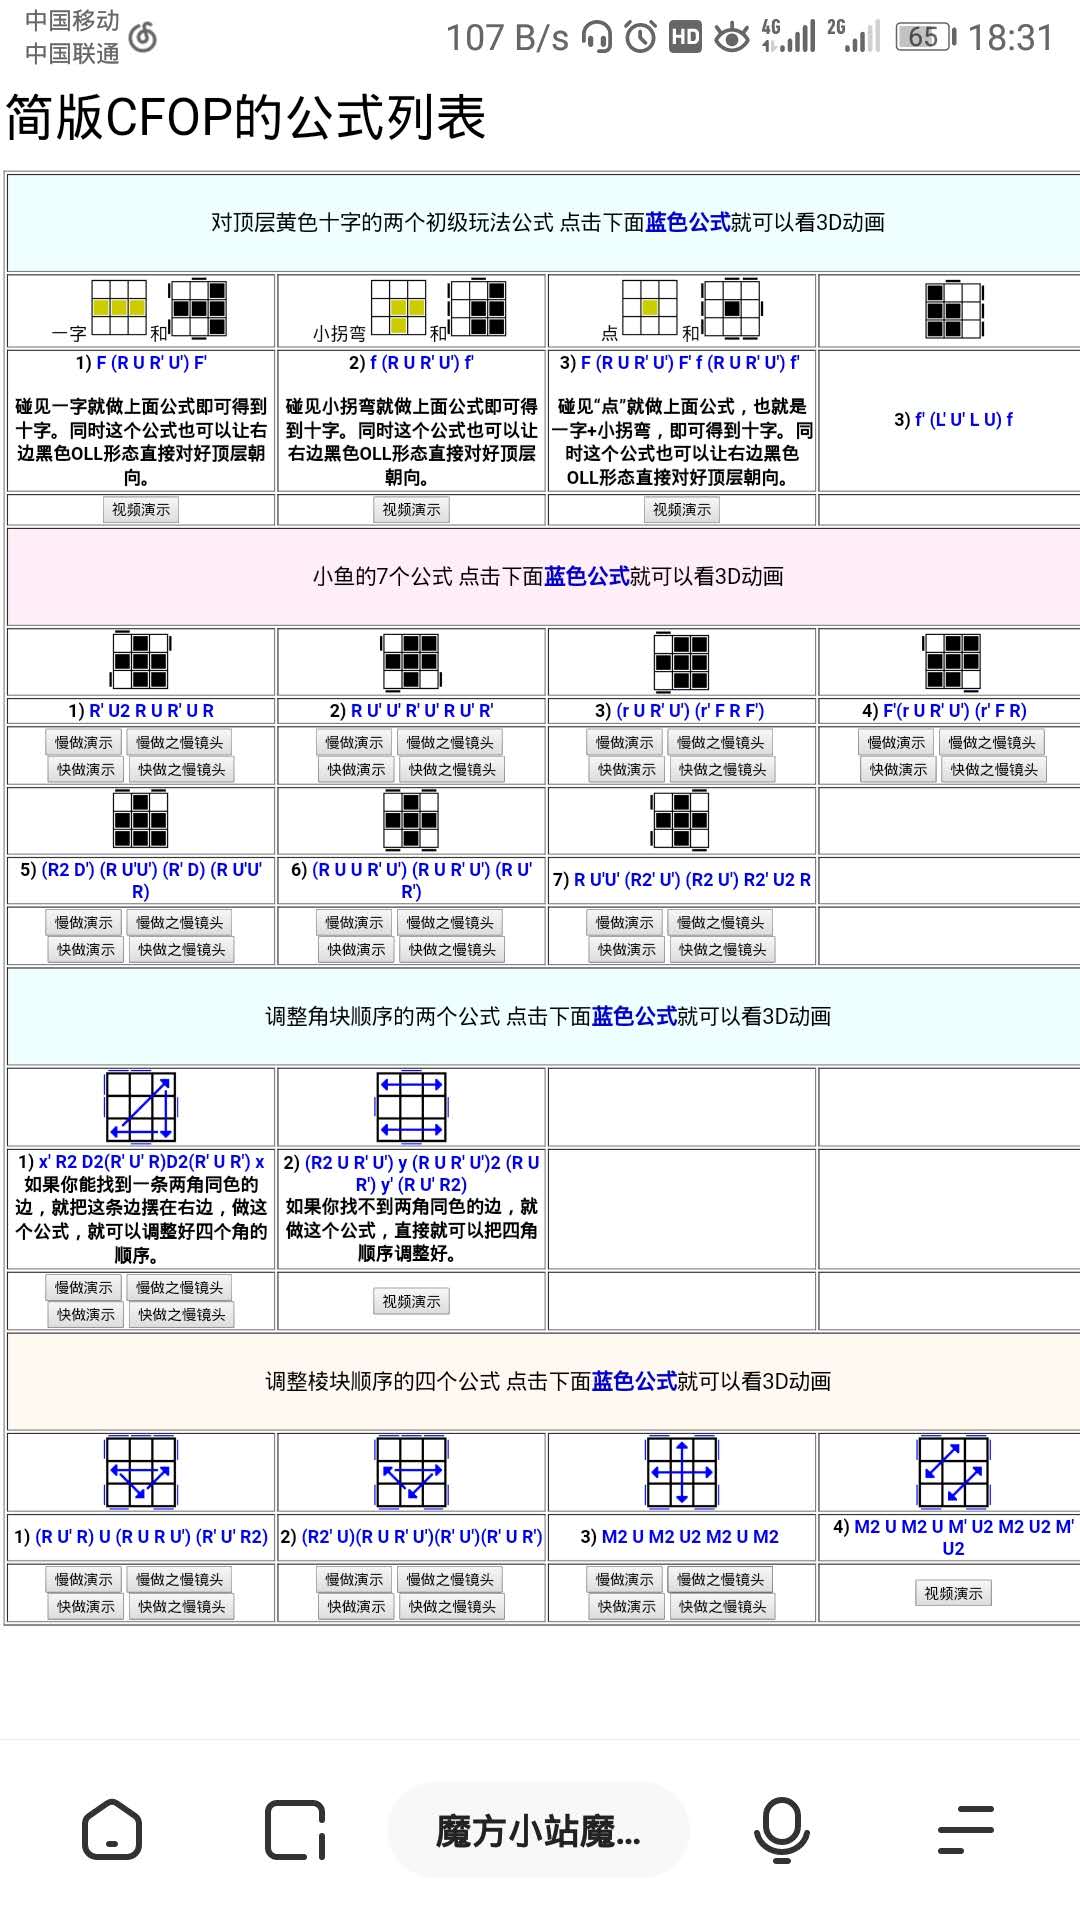 中国移动
中国联通
107 B/s HD 4G 2G 65 18:31
简版CFOP的公式列表
对顶层黄色十字的两个初级玩法公式 点击下面蓝色公式就可以看3D动画
一字 和
小拐弯 和
点 和
1) F (R U R' U') F'
碰见一字就做上面公式即可得到
十字。同时这个公式也可以让右
边黑色OLL形态直接对好顶层朝
向。
2) f (R U R' U') f'
碰见小拐弯就做上面公式即可得
到十字。同时这个公式也可以让
右边黑色OLL形态直接对好顶层
朝向。
3) F (R U R' U') F' f (R U R' U') f'
碰见“点”就做上面公式，也就是
一字+小拐弯，即可得到十字。同
时这个公式也可以让右边黑色
OLL形态直接对好顶层朝向。
3) f' (L' U' L U) f
视频演示
视频演示
视频演示
小鱼的7个公式 点击下面蓝色公式就可以看3D动画
1) R' U2 R U R' U R
2) R U' U' R' U' R U' R'
3) (r U R' U') (r' F R F')
4) F'(r U R' U') (r' F R)
慢做演示 慢做之慢镜头
快做演示 快做之慢镜头
慢做演示 慢做之慢镜头
快做演示 快做之慢镜头
慢做演示 慢做之慢镜头
快做演示 快做之慢镜头
慢做演示 慢做之慢镜头
快做演示 快做之慢镜头
5) (R2 D') (R U'U') (R' D) (R U'U'
R)
6) (R U U R' U') (R U R' U') (R U'
R')
7) R U'U' (R2' U') (R2 U') R2' U2 R
慢做演示 慢做之慢镜头
快做演示 快做之慢镜头
慢做演示 慢做之慢镜头
快做演示 快做之慢镜头
慢做演示 慢做之慢镜头
快做演示 快做之慢镜头
调整角块顺序的两个公式 点击下面蓝色公式就可以看3D动画
1) x' R2 D2(R' U' R)D2(R' U R') x
如果你能找到一条两角同色的
边，就把这条边摆在右边，做这
个公式，就可以调整好四个角的
顺序。
2) (R2 U R' U') y (R U R' U')2 (R U
R') y' (R U' R2)
如果你找不到两角同色的边，就
做这个公式，直接就可以把四角
顺序调整好。
慢做演示 慢做之慢镜头
快做演示 快做之慢镜头
视频演示
调整棱块顺序的四个公式 点击下面蓝色公式就可以看3D动画
1) (R U' R) U (R U R U') (R' U' R2)
2) (R2' U)(R U R' U')(R' U')(R' U R')
3) M2 U M2 U2 M2 U M2
4) M2 U M2 U M' U2 M2 U2 M'
U2
慢做演示 慢做之慢镜头
快做演示 快做之慢镜头
慢做演示 慢做之慢镜头
快做演示 快做之慢镜头
慢做演示 慢做之慢镜头
快做演示 快做之慢镜头
视频演示
魔方小站魔...